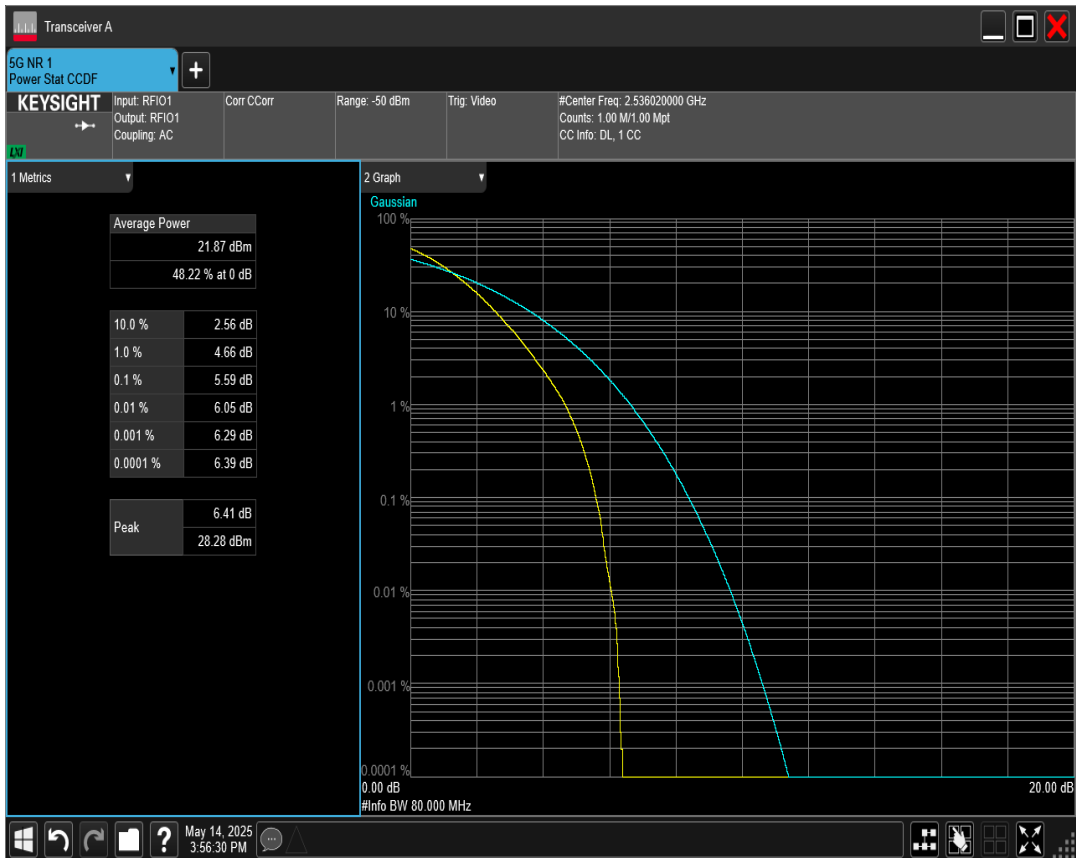 Transceiver A
5G NR 1
Power Stat CCDF
KEYSIGHT
LXI
Input: RFIO1
Output: RFIO1
Coupling: AC
Corr CCorr
Range: -50 dBm
Trig: Video
#Center Freq: 2.536020000 GHz
Counts: 1.00 M/1.00 Mpt
CC Info: DL, 1 CC
1 Metrics
Average Power
21.87 dBm
48.22 % at 0 dB
10.0 % 2.56 dB
1.0 % 4.66 dB
0.1 % 5.59 dB
0.01 % 6.05 dB
0.001 % 6.29 dB
0.0001 % 6.39 dB
Peak
6.41 dB
28.28 dBm
2 Graph
Gaussian
100 %
10 %
1 %
0.1 %
0.01 %
0.001 %
0.0001 %
0.00 dB 20.00 dB
#Info BW 80.000 MHz
May 14, 2025
3:56:30 PM